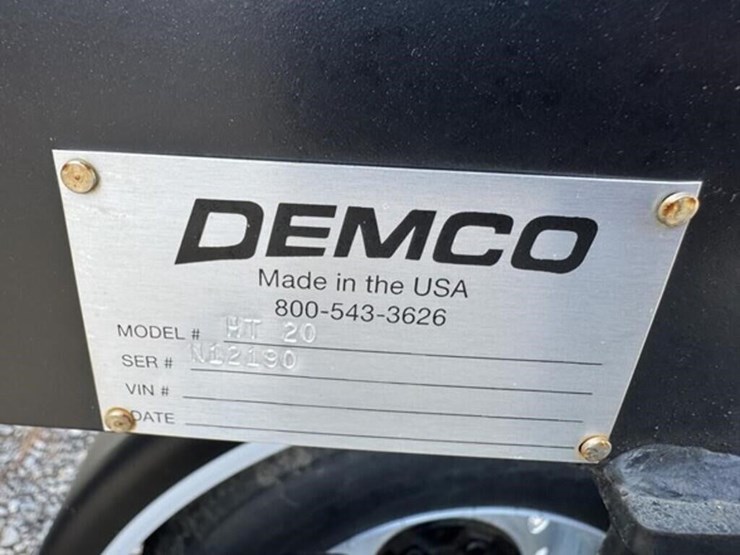 DEMCO
Made in the USA
800-543-3626
MODEL # HT 20
SER # N12190
VIN #
DATE